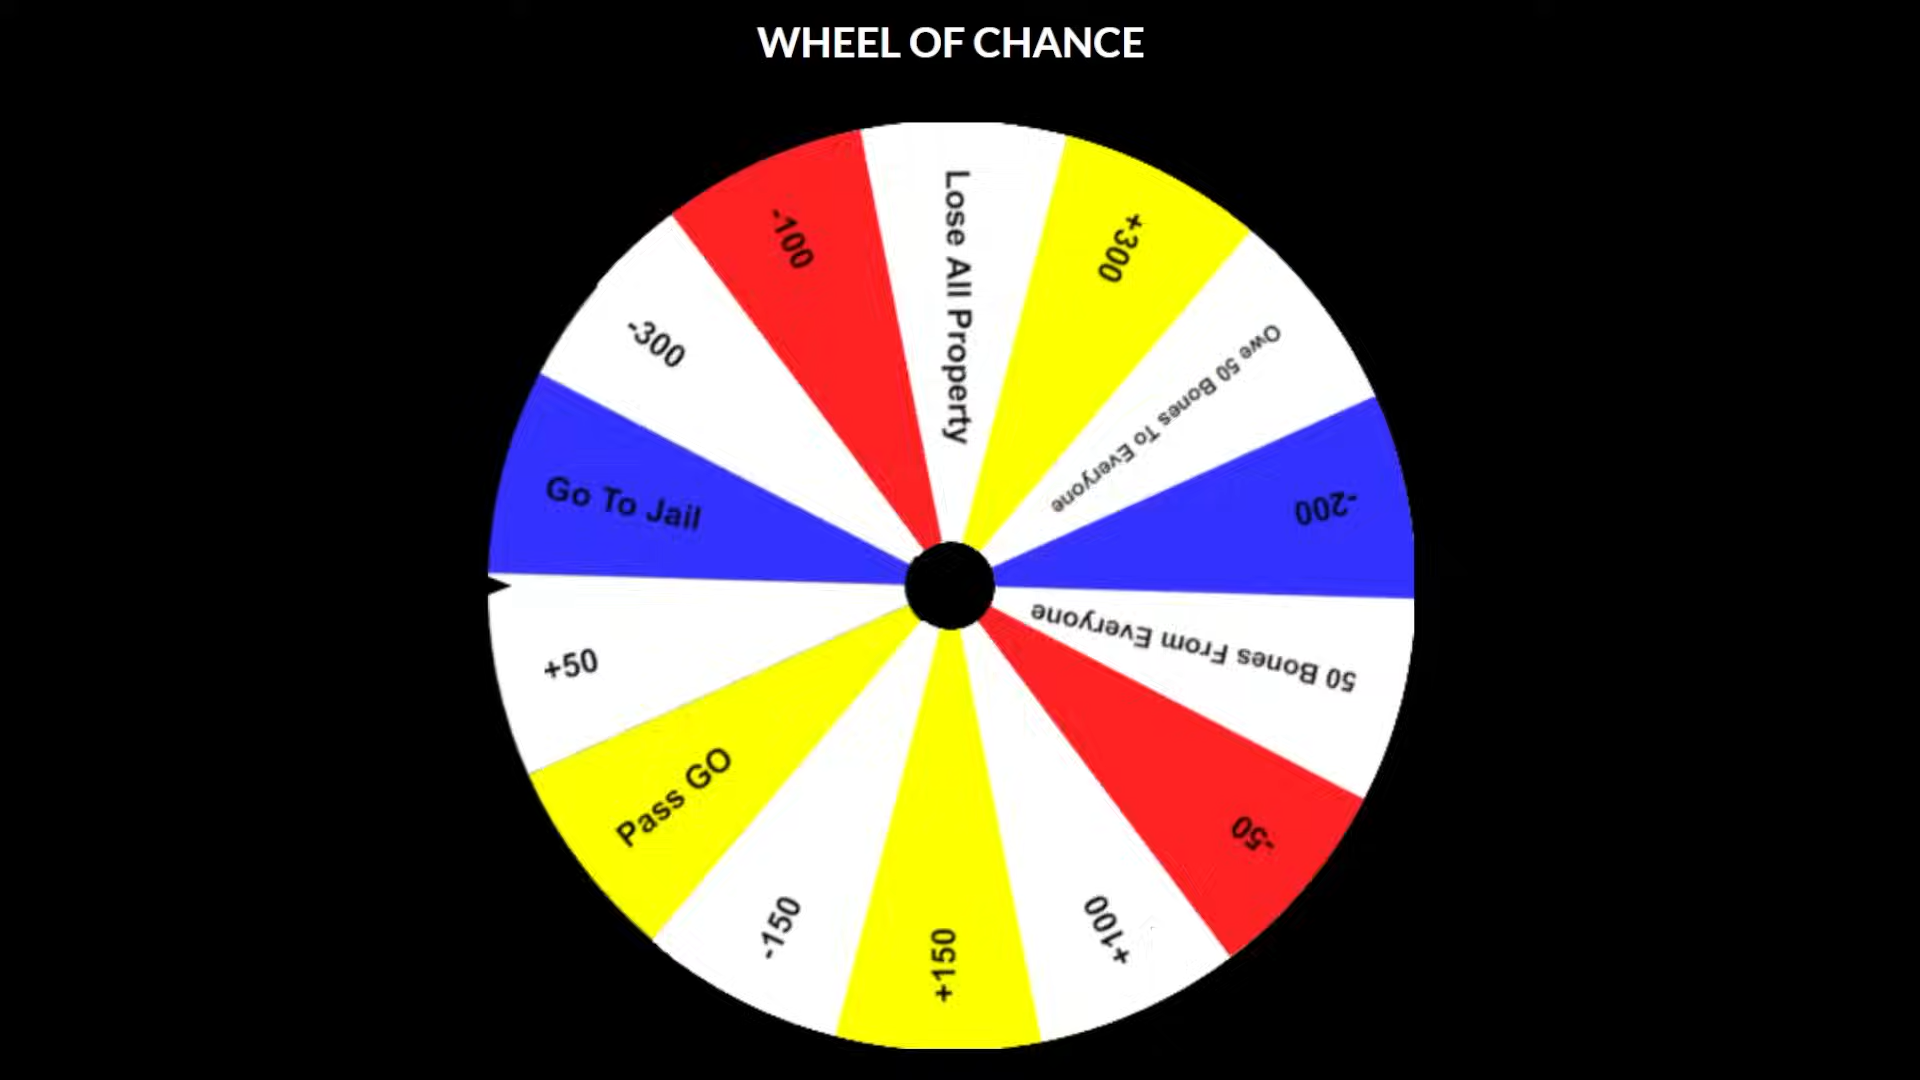 WHEEL OF CHANCE
Lose All Property
+300
Owe 50 Bones To Everyone
-200
50 Bones From Everyone
-50
+100
+150
-150
Pass GO
+50
Go To Jail
-300
-100